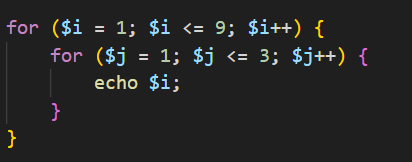 for ($i = 1; $i <= 9; $i++) {
    for ($j = 1; $j <= 3; $j++) {
        echo $i;
    }
}